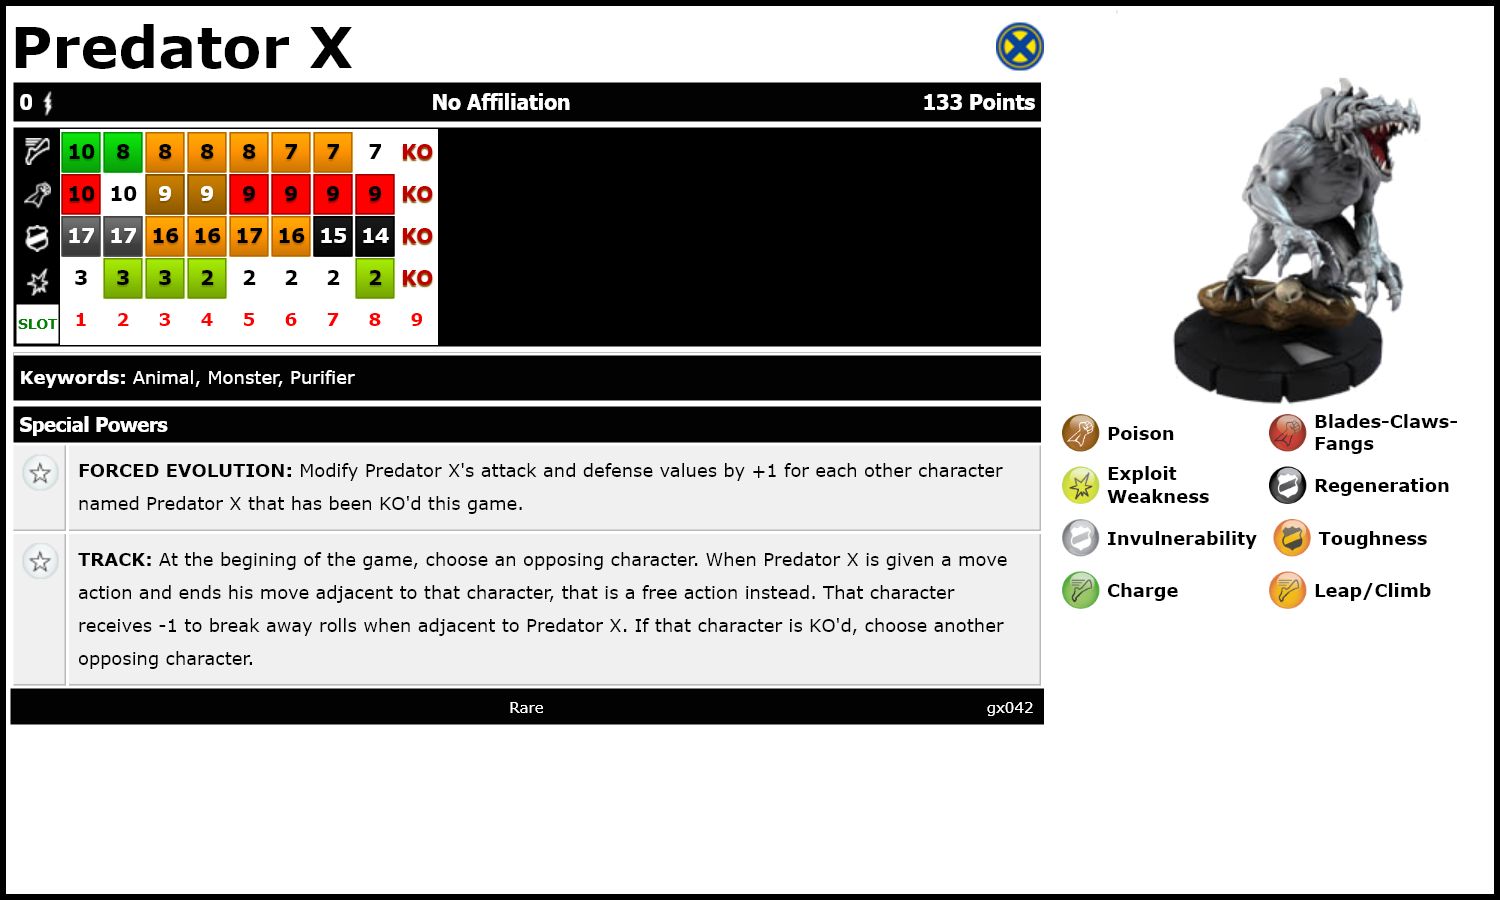 Predator X
0 No Affiliation 133 Points
10 8 8 8 8 7 7 7 KO
10 10 9 9 9 9 9 9 KO
17 17 16 16 17 16 15 14 KO
3 3 3 2 2 2 2 2 KO
SLOT 1 2 3 4 5 6 7 8 9
Keywords: Animal, Monster, Purifier
Special Powers
FORCED EVOLUTION: Modify Predator X's attack and defense values by +1 for each other character
named Predator X that has been KO'd this game.
TRACK: At the begining of the game, choose an opposing character. When Predator X is given a move
action and ends his move adjacent to that character, that is a free action instead. That character
receives -1 to break away rolls when adjacent to Predator X. If that character is KO'd, choose another
opposing character.
Rare gx042
Poison
Blades-Claws-
Fangs
Exploit
Weakness
Regeneration
Invulnerability
Toughness
Charge
Leap/Climb